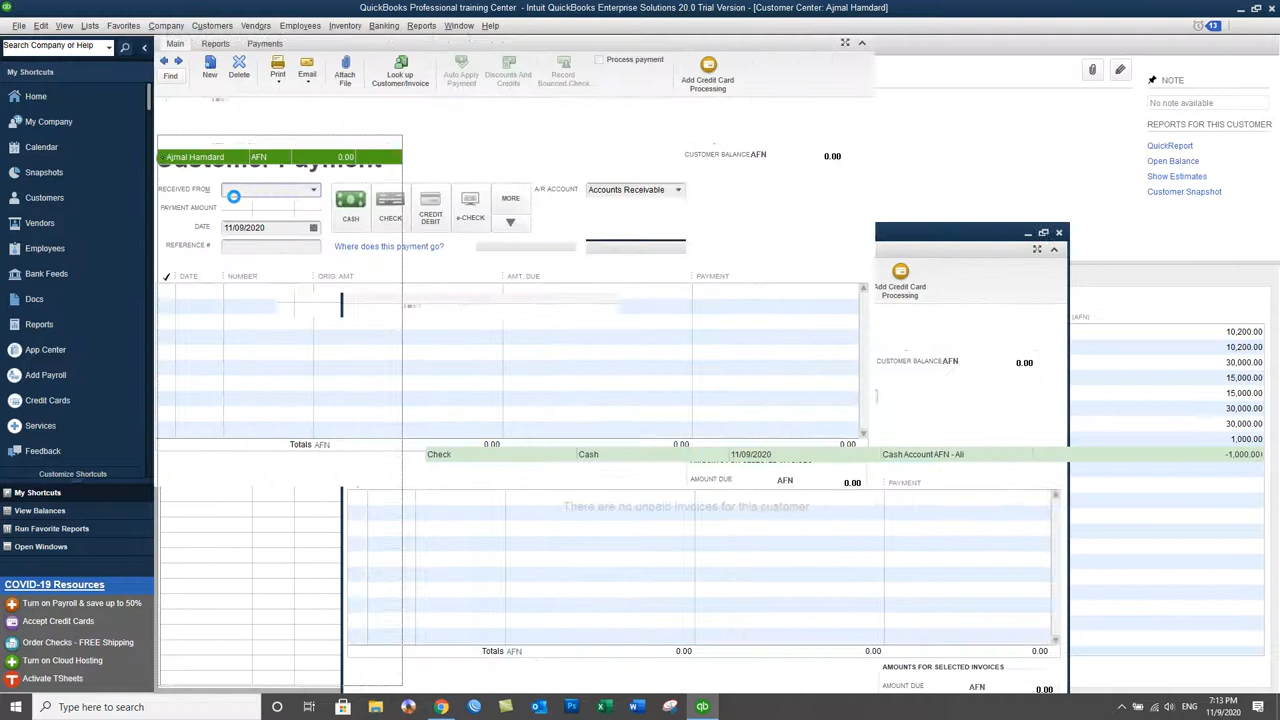 QuickBooks Professional training Center - Intuit QuickBooks Enterprise Solutions 20.0 Trial Version - [Customer Center: Ajmal Hamdard]
File Edit View Lists Favorites Company Customers Vendors Employees Inventory Banking Reports Window Help
13
Search Company or Help
My Shortcuts
Home
My Company
Calendar
Snapshots
Customers
Vendors
Employees
Bank Feeds
Docs
Reports
App Center
Add Payroll
Credit Cards
Services
Feedback
Customize Shortcuts
My Shortcuts
View Balances
Run Favorite Reports
Open Windows
COVID-19 Resources
Turn on Payroll & save up to 50%
Accept Credit Cards
Order Checks - FREE Shipping
Turn on Cloud Hosting
Activate TSheets
Main Reports Payments
Find
New
Delete
Print
Email
Attach File
Look up Customer/Invoice
Auto Apply Payment
Discounts And Credits
Record Bounced Check...
Process payment
Add Credit Card Processing
Customer Payment
Ajmal Hamdard AFN 0.00
CUSTOMER BALANCE AFN 0.00
RECEIVED FROM
PAYMENT AMOUNT
DATE 11/09/2020
REFERENCE #
CASH
CHECK
CREDIT DEBIT
e-CHECK
MORE
A/R ACCOUNT Accounts Receivable
Where does this payment go?
DATE NUMBER ORIG. AMT AMT. DUE PAYMENT
Totals AFN 0.00 0.00 0.00
Check Cash 11/09/2020 Cash Account AFN - Ali -1,000.00
AMOUNTS FOR SELECTED INVOICES
AMOUNT DUE AFN 0.00
PAYMENT
There are no unpaid invoices for this customer
Totals AFN 0.00 0.00 0.00
AMOUNTS FOR SELECTED INVOICES
AMOUNT DUE AFN 0.00
Add Credit Card Processing
CUSTOMER BALANCE AFN 0.00
NOTE
No note available
REPORTS FOR THIS CUSTOMER
QuickReport
Open Balance
Show Estimates
Customer Snapshot
(AFN)
10,200.00
10,200.00
30,000.00
15,000.00
15,000.00
30,000.00
30,000.00
1,000.00
Type here to search
ENG
7:13 PM
11/9/2020